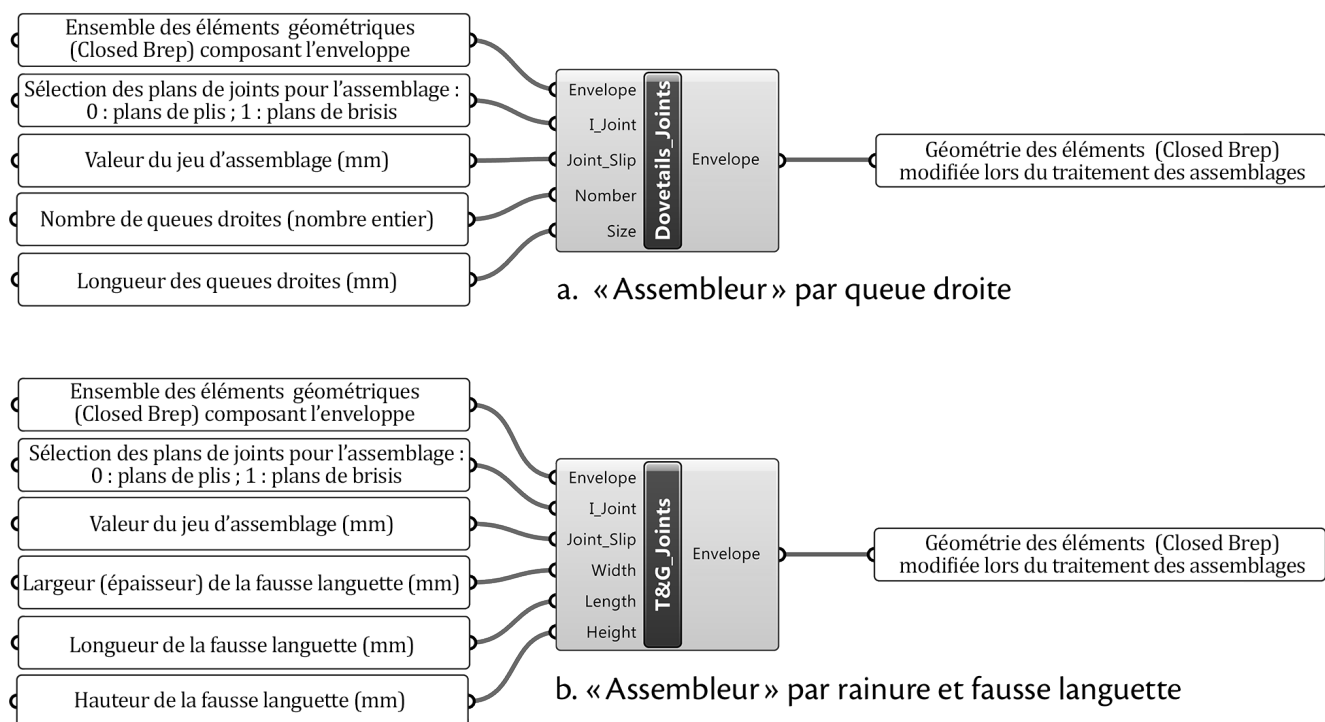 Ensemble des éléments géométriques
(Closed Brep) composant l'enveloppe
Sélection des plans de joints pour l'assemblage :
0 : plans de plis ; 1 : plans de brisis
Valeur du jeu d'assemblage (mm)
Nombre de queues droites (nombre entier)
Longueur des queues droites (mm)
Envelope
I_Joint
Joint_Slip
Nomber
Size
Dovetails_Joints
Envelope
Géométrie des éléments (Closed Brep)
modifiée lors du traitement des assemblages
a. « Assembleur » par queue droite
Ensemble des éléments géométriques
(Closed Brep) composant l'enveloppe
Sélection des plans de joints pour l'assemblage :
0 : plans de plis ; 1 : plans de brisis
Valeur du jeu d'assemblage (mm)
Largeur (épaisseur) de la fausse languette (mm)
Longueur de la fausse languette (mm)
Hauteur de la fausse languette (mm)
Envelope
I_Joint
Joint_Slip
Width
Length
Height
T&G_Joints
Envelope
Géométrie des éléments (Closed Brep)
modifiée lors du traitement des assemblages
b. « Assembleur » par rainure et fausse languette